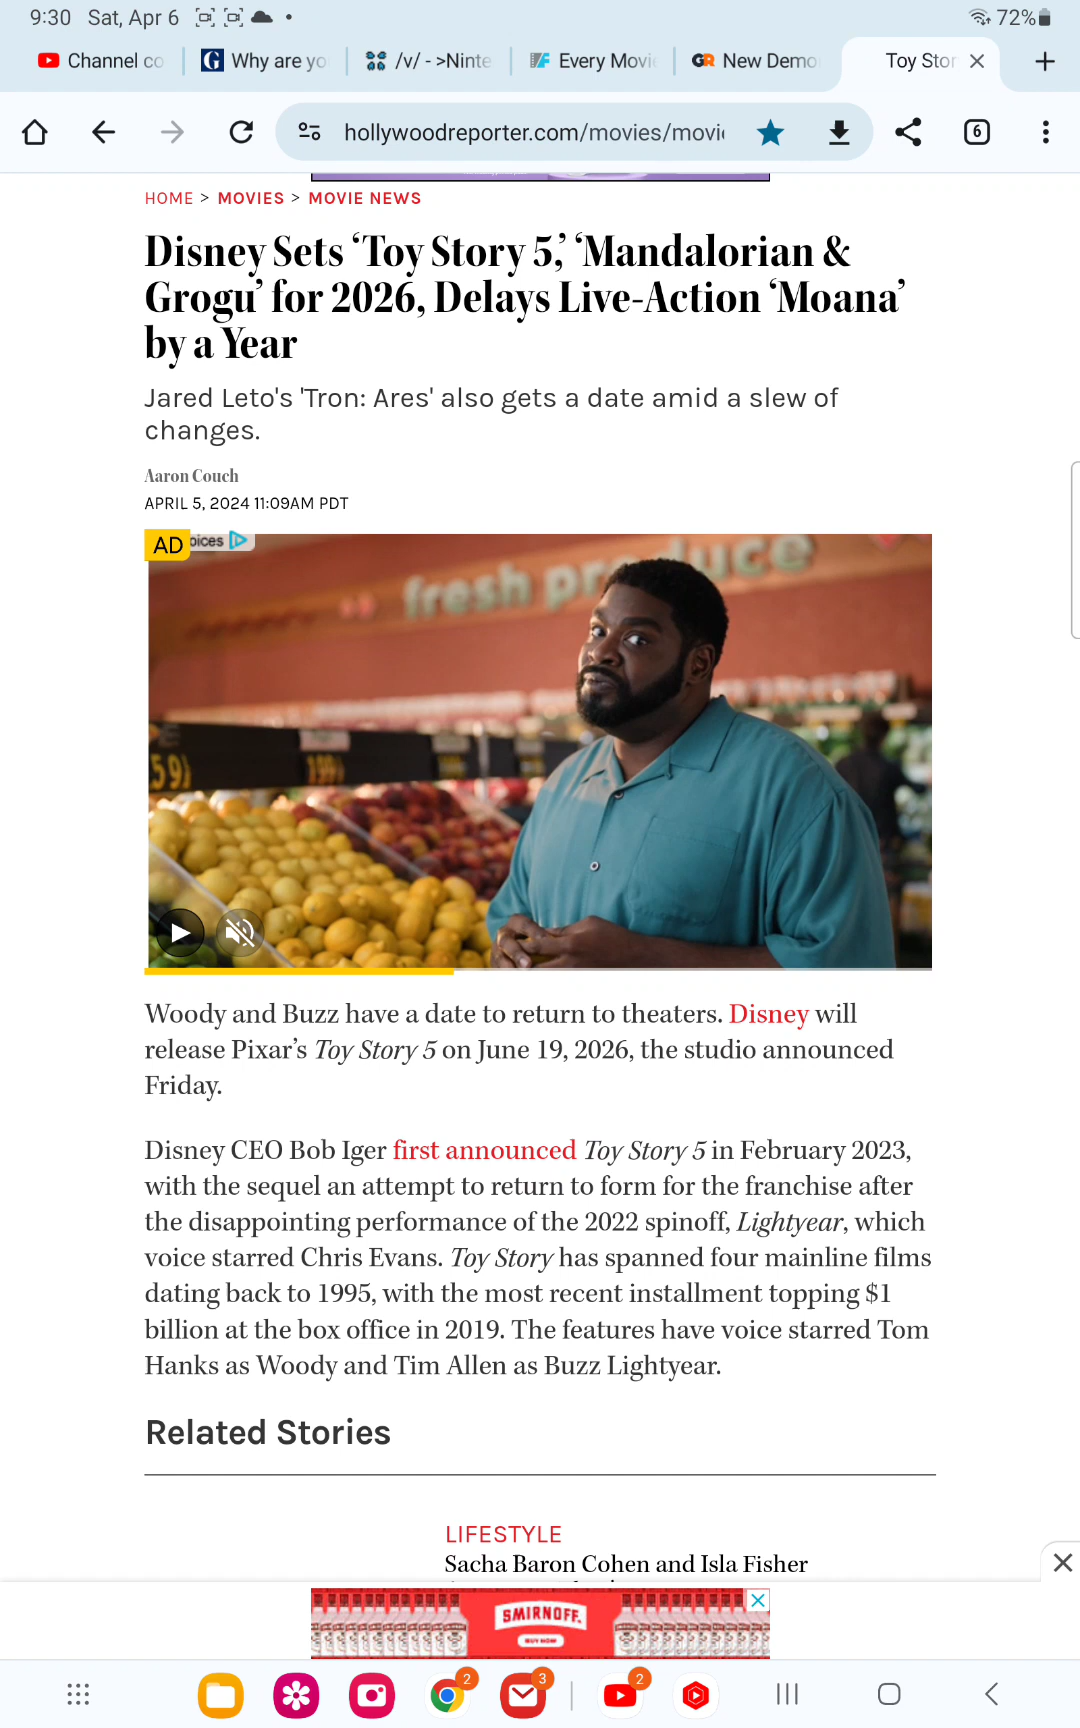 9:30 Sat, Apr 6
72%
Channel co
Why are yo
/v/ - >Ninte
Every Movie
New Demo
Toy Stor
hollywoodreporter.com/movies/movie
6
HOME > MOVIES > MOVIE NEWS
Disney Sets ‘Toy Story 5,’ ‘Mandalorian &
Grogu’ for 2026, Delays Live-Action ‘Moana’
by a Year
Jared Leto's 'Tron: Ares' also gets a date amid a slew of
changes.
Aaron Couch
APRIL 5, 2024 11:09AM PDT
AD oices
fresh produce
59
199
Woody and Buzz have a date to return to theaters. Disney will
release Pixar’s Toy Story 5 on June 19, 2026, the studio announced
Friday.
Disney CEO Bob Iger first announced Toy Story 5 in February 2023,
with the sequel an attempt to return to form for the franchise after
the disappointing performance of the 2022 spinoff, Lightyear, which
voice starred Chris Evans. Toy Story has spanned four mainline films
dating back to 1995, with the most recent installment topping $1
billion at the box office in 2019. The features have voice starred Tom
Hanks as Woody and Tim Allen as Buzz Lightyear.
Related Stories
LIFESTYLE
Sacha Baron Cohen and Isla Fisher
SMIRNOFF.
BUY NOW
2
3
2